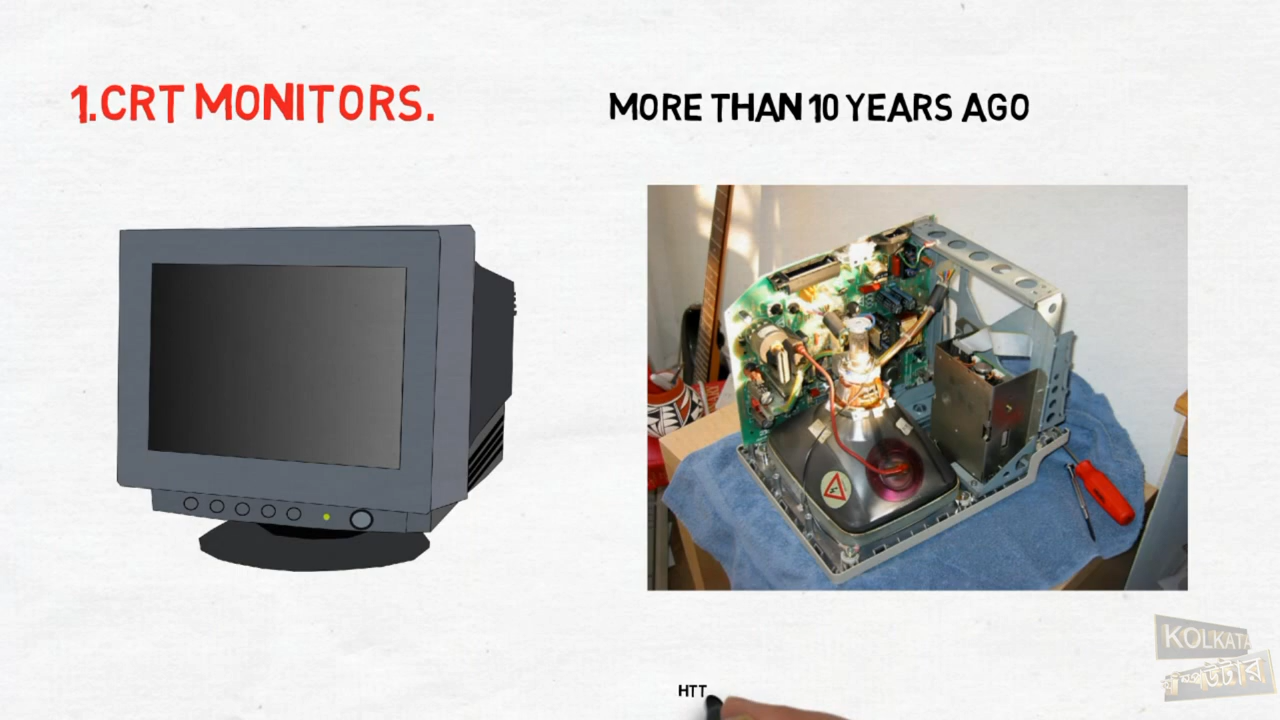 1.CRT MONITORS.
MORE THAN 10 YEARS AGO
HTT
KOLKATA